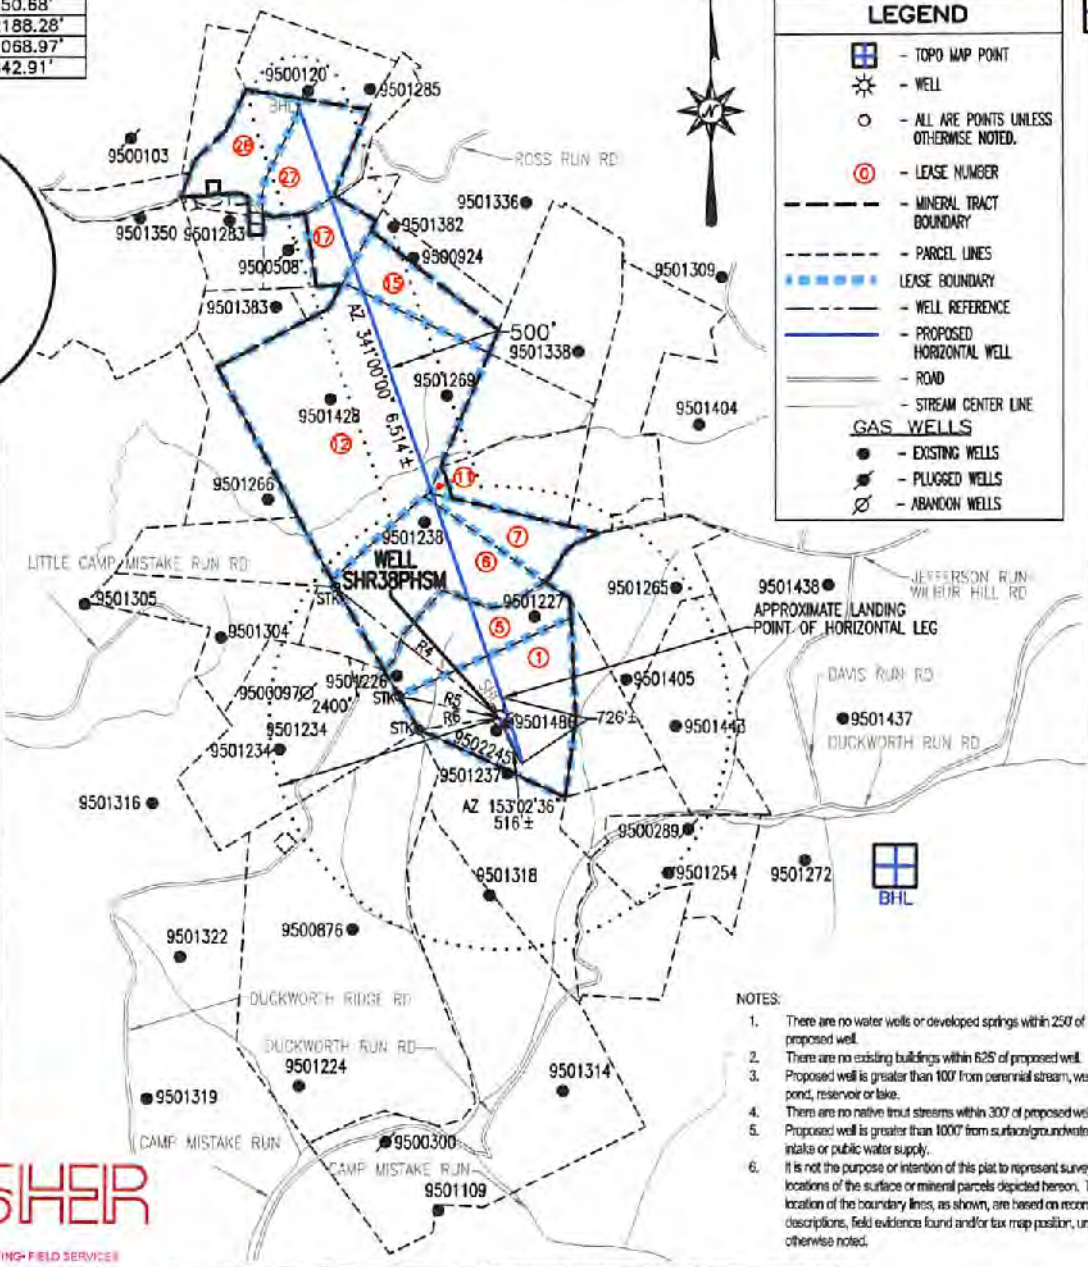 50.68'
188.28'
068.97'
42.91'
LEGEND
- TOPO MAP POINT
- WELL
- ALL ARE POINTS UNLESS
OTHERWISE NOTED.
- LEASE NUMBER
- MINERAL TRACT
BOUNDARY
- PARCEL LINES
LEASE BOUNDARY
- WELL REFERENCE
- PROPOSED
HORIZONTAL WELL
- ROAD
- STREAM CENTER LINE
GAS WELLS
- EXISTING WELLS
- PLUGGED WELLS
- ABANDON WELLS
N
9500120
9501285
BHL
9500103
28
27
ROSS RUN RD
9501336
9501350
9501283
9501382
17
9500508
9500924
15
9501309
9501383
500'
9501338
AZ 341°00'00" 6,514'±
9501269
9501428
12
9501404
11
9501266
9501238
7
6
WELL
SHR38PHSM
LITTLE CAMP MISTAKE RUN RD
STK
9501305
9501265
9501438
JEFFERSON RUN-
WILBUR HILL RD
9501227
APPROXIMATE LANDING
POINT OF HORIZONTAL LEG
5
9501304
R4
1
9501226
9501405
DAVIS RUN RD
9500097
2400'
STK
R5
R6
STK
9501486
726'±
9501443
9501437
9501234
9501234
9502245
DUCKWORTH RUN RD
9501237
9501316
AZ 153°02'36"
516'±
9500289
9501254
9501272
BHL
9501318
9500876
9501322
DUCKWORTH RIDGE RD
DUCKWORTH RUN RD
9501224
9501314
9501319
CAMP MISTAKE RUN
9500300
CAMP MISTAKE RUN
9501109
NOTES:
1. There are no water wells or developed springs within 250' of
proposed well.
2. There are no existing buildings within 625' of proposed well.
3. Proposed well is greater than 100' from perennial stream,
pond, reservoir or lake.
4. There are no native trout streams within 300' of proposed
5. Proposed well is greater than 1000' from
intake or public water supply.
6. It is not the purpose or intention of this plat to represent
locations of the surface or mineral parcels depicted hereon.
location of the boundary lines, as shown, are based on
descriptions, field evidence found and/or tax map position,
otherwise noted.
SHER
ING• FIELD SERVICES